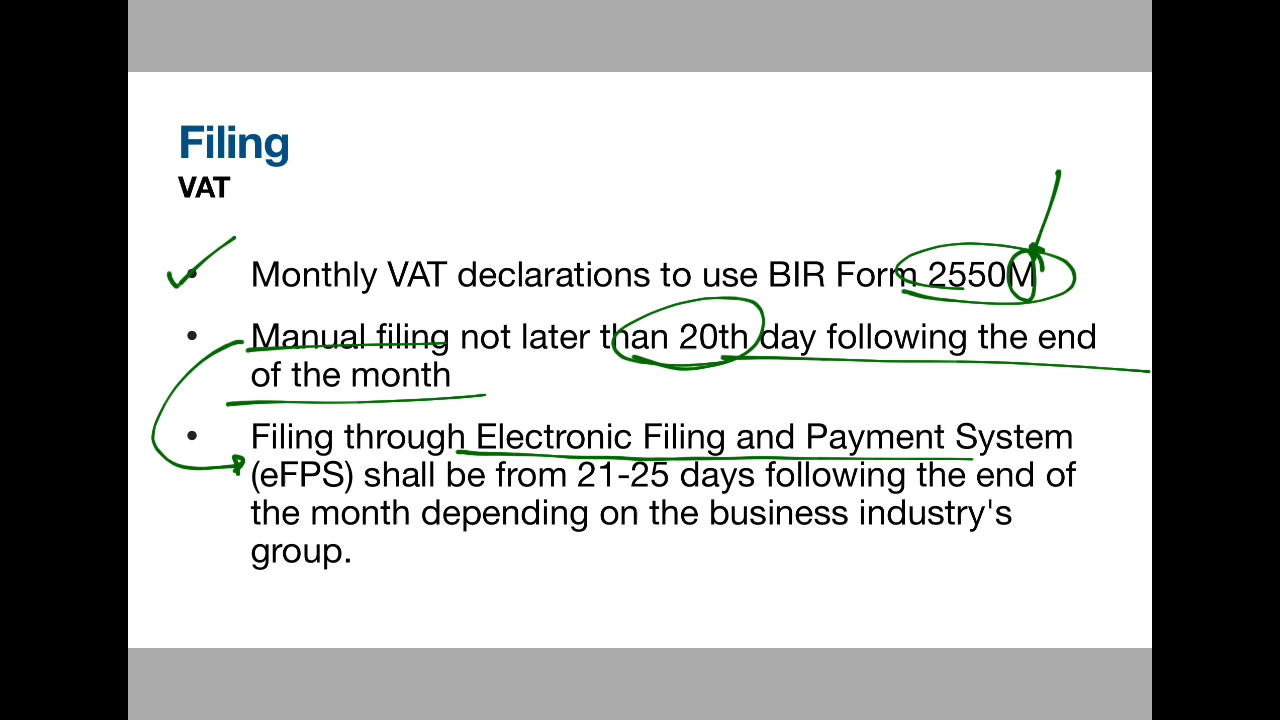 Filing
VAT
• Monthly VAT declarations to use BIR Form 2550M
• Manual filing not later than 20th day following the end
of the month
• Filing through Electronic Filing and Payment System
(eFPS) shall be from 21-25 days following the end of
the month depending on the business industry's
group.